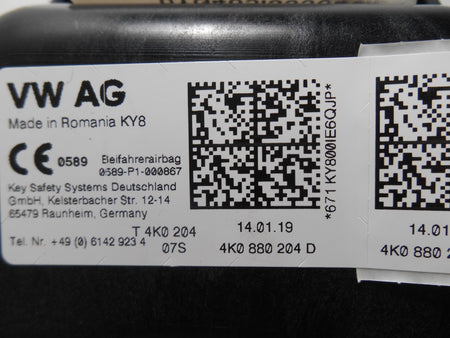 VW AG
Made in Romania KY8
CE 0589 Beifahrerairbag
0589-P1-000867
Key Safety Systems Deutschland
GmbH, Kelsterbacher Str. 12-14
65479 Raunheim, Germany
T 4K0 204
Tel. Nr. +49 (0) 6142 923 4
07S
14.01.19
4K0 880 204 D
*671KY800IE6QJP*
14.01
4K0 880 2